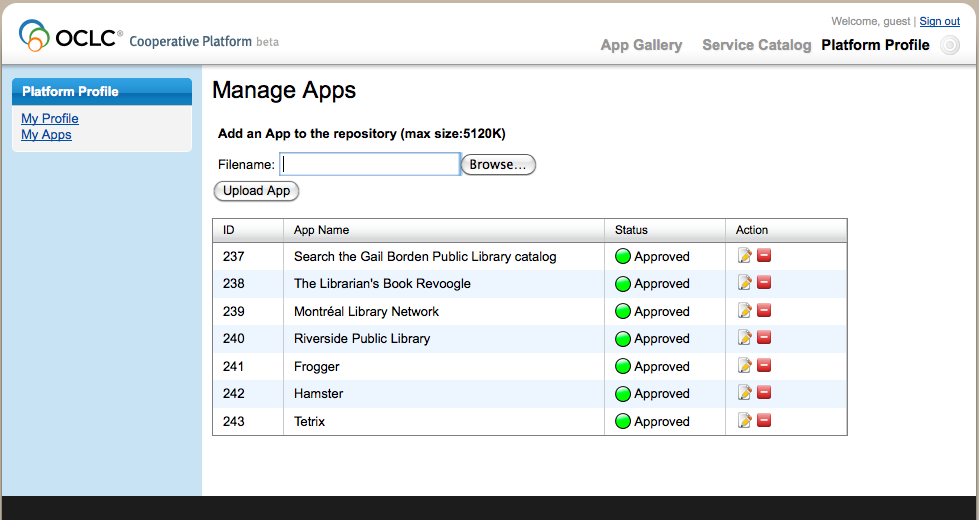 Welcome, guest | Sign out
OCLC® Cooperative Platform beta
App Gallery Service Catalog Platform Profile
Platform Profile
My Profile
My Apps
Manage Apps
Add an App to the repository (max size:5120K)
Filename: Browse...
Upload App
ID App Name Status Action
237 Search the Gail Borden Public Library catalog Approved
238 The Librarian's Book Revoogle Approved
239 Montréal Library Network Approved
240 Riverside Public Library Approved
241 Frogger Approved
242 Hamster Approved
243 Tetrix Approved